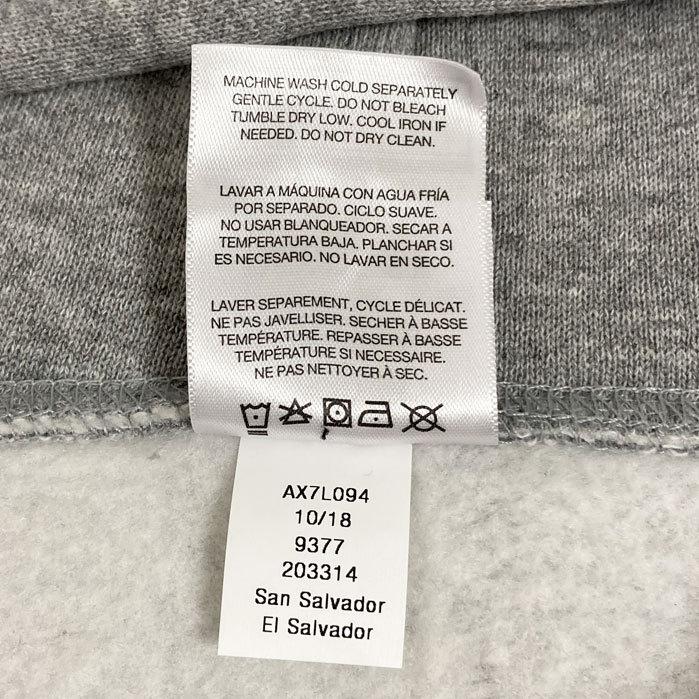 MACHINE WASH COLD SEPARATELY
GENTLE CYCLE. DO NOT BLEACH
TUMBLE DRY LOW. COOL IRON IF
NEEDED. DO NOT DRY CLEAN.
LAVAR A MÁQUINA CON AGUA FRÍA
POR SEPARADO. CICLO SUAVE.
NO USAR BLANQUEADOR. SECAR A
TEMPERATURA BAJA. PLANCHAR SI
ES NECESARIO. NO LAVAR EN SECO.
LAVER SEPAREMENT, CYCLE DÉLICAT.
NE PAS JAVELLISER. SECHER À BASSE
TEMPÉRATURE. REPASSER À BASSE
TEMPÉRATURE SI NECESSAIRE.
NE PAS NETTOYER À SEC.
AX7L094
10/18
9377
203314
San Salvador
El Salvador